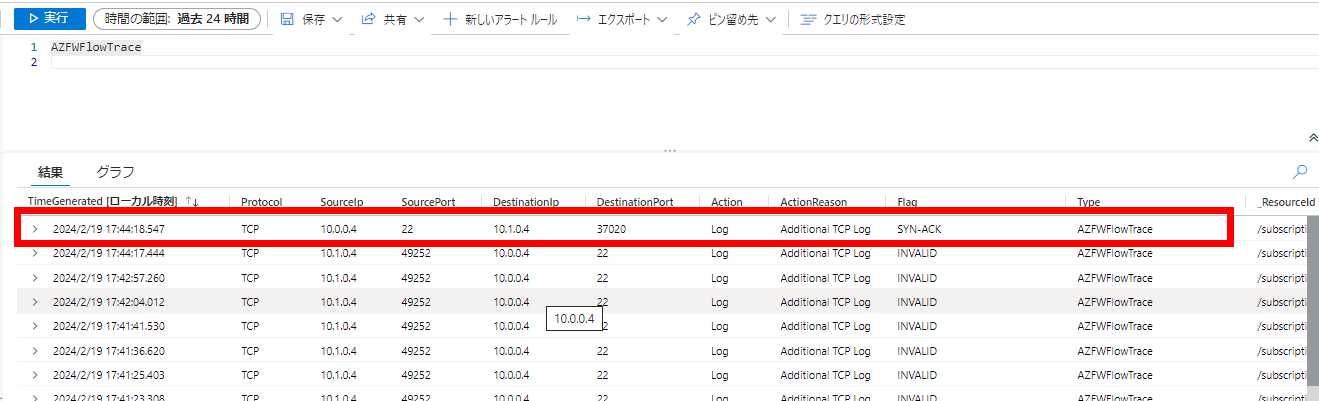 実行 時間の範囲: 過去 24 時間 保存 共有 新しいアラート ルール エクスポート ピン留め先 クエリの形式設定
1 AZFWFlowTrace
2
...
結果 グラフ
TimeGenerated [ローカル時刻] Protocol SourceIp SourcePort DestinationIp DestinationPort Action ActionReason Flag Type _ResourceId
2024/2/19 17:44:18.547 TCP 10.0.0.4 22 10.1.0.4 37020 Log Additional TCP Log SYN-ACK AZFWFlowTrace /subscripti
2024/2/19 17:44:17.444 TCP 10.1.0.4 49252 10.0.0.4 22 Log Additional TCP Log INVALID AZFWFlowTrace /subscripti
2024/2/19 17:42:57.260 TCP 10.1.0.4 49252 10.0.0.4 22 Log Additional TCP Log INVALID AZFWFlowTrace /subscripti
2024/2/19 17:42:04.012 TCP 10.1.0.4 49252 10.0.0.4 22 Log Additional TCP Log INVALID AZFWFlowTrace /subscripti
10.0.0.4
2024/2/19 17:41:41.530 TCP 10.1.0.4 49252 10.0.0.4 2 Log Additional TCP Log INVALID AZFWFlowTrace /subscripti
2024/2/19 17:41:36.620 TCP 10.1.0.4 49252 10.0.0.4 22 Log Additional TCP Log INVALID AZFWFlowTrace /subscripti
2024/2/19 17:41:25.403 TCP 10.1.0.4 49252 10.0.0.4 22 Log Additional TCP Log INVALID AZFWFlowTrace /subscripti
2024/2/19 17:41:23.308 TCP 10.1.0.4 49252 10.0.0.4 22 Log Additional TCP Log INVALID AZFWFlowTrace /subscripti